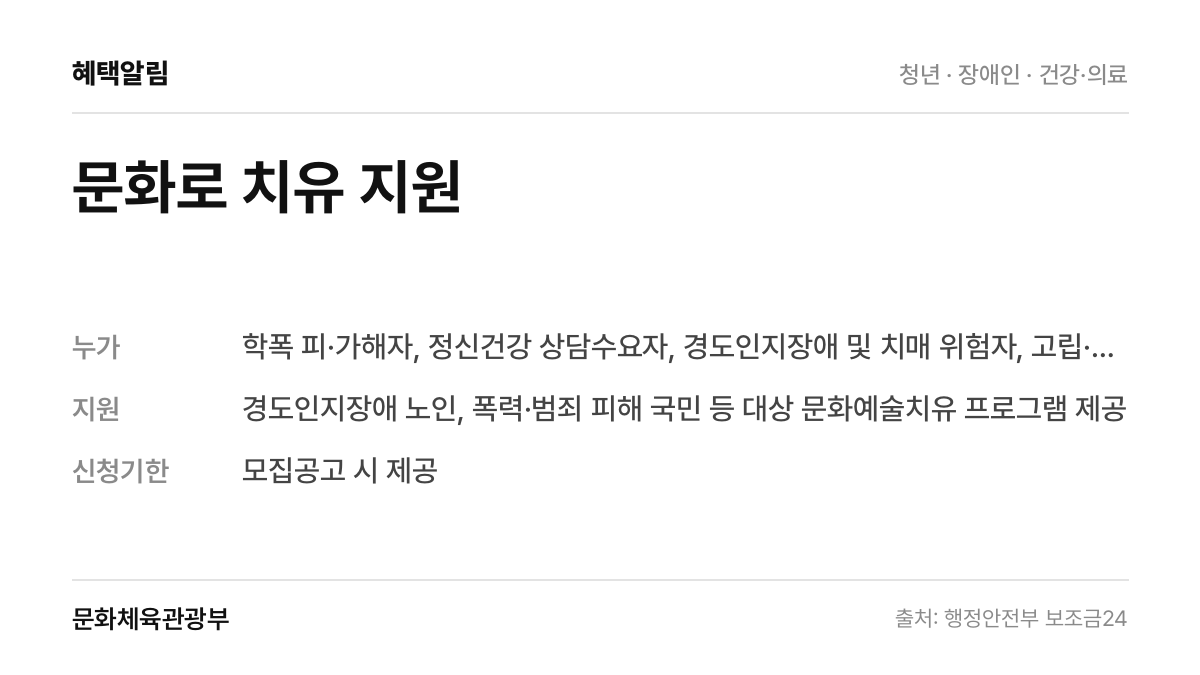 혜택알림
청년 · 장애인 · 건강·의료
문화로 치유 지원
누가 학폭 피·가해자, 정신건강 상담수요자, 경도인지장애 및 치매 위험자, 고립·...
지원 경도인지장애 노인, 폭력·범죄 피해 국민 등 대상 문화예술치유 프로그램 제공
신청기한 모집공고 시 제공
문화체육관광부
출처: 행정안전부 보조금24